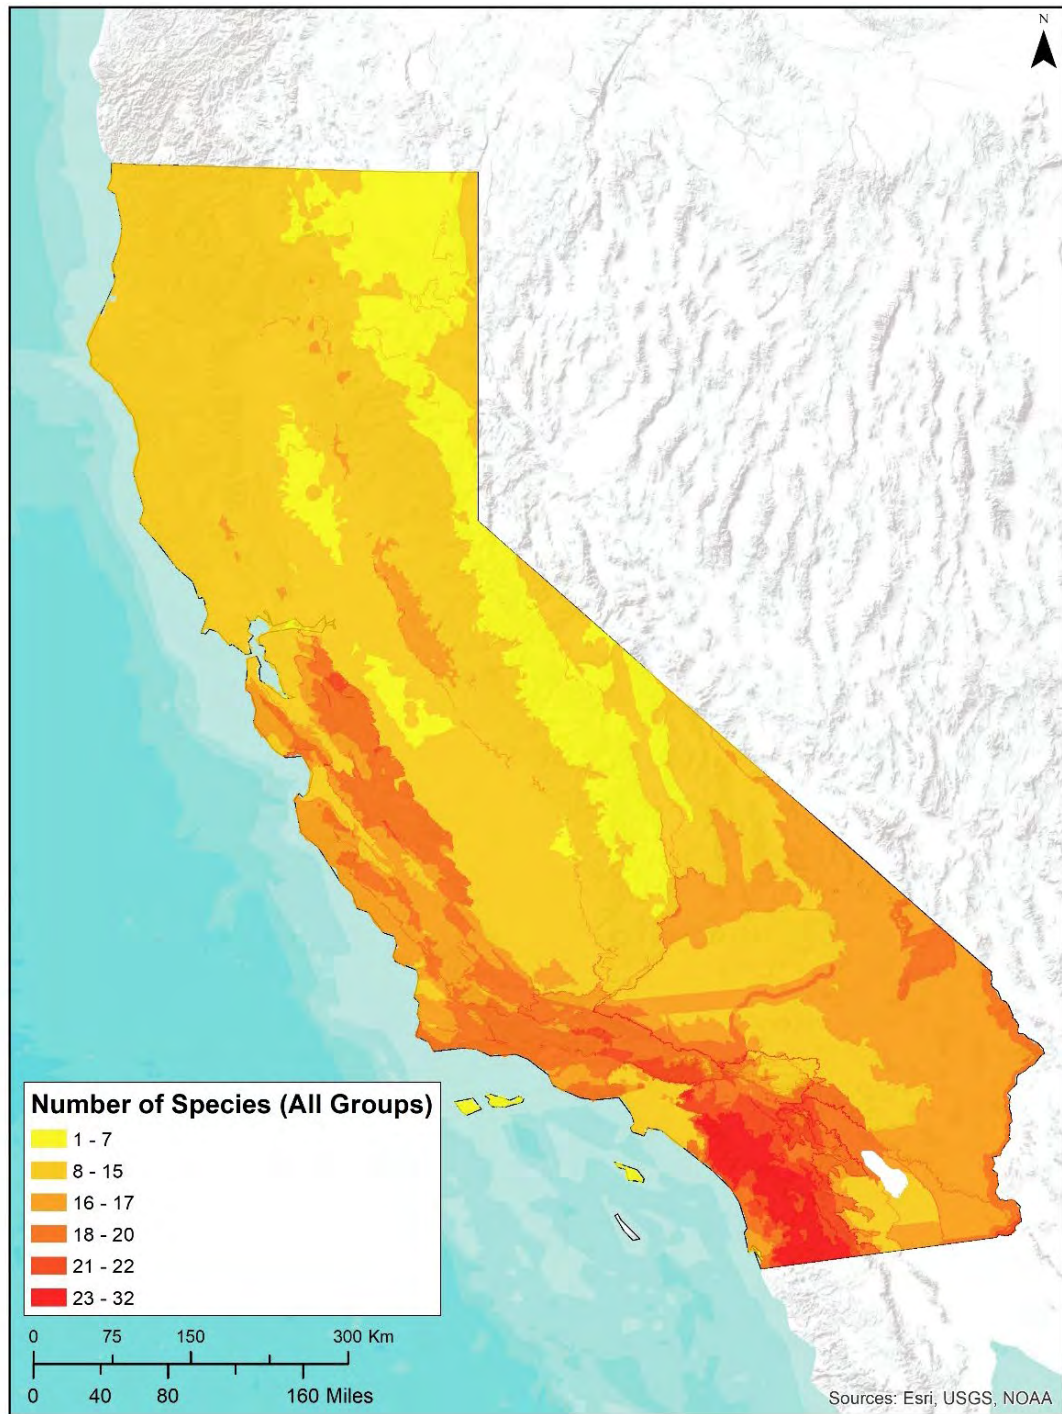 N
Number of Species (All Groups)
1 - 7
8 - 15
16 - 17
18 - 20
21 - 22
23 - 32
0 75 150 300 Km
0 40 80 160 Miles
Sources: Esri, USGS, NOAA